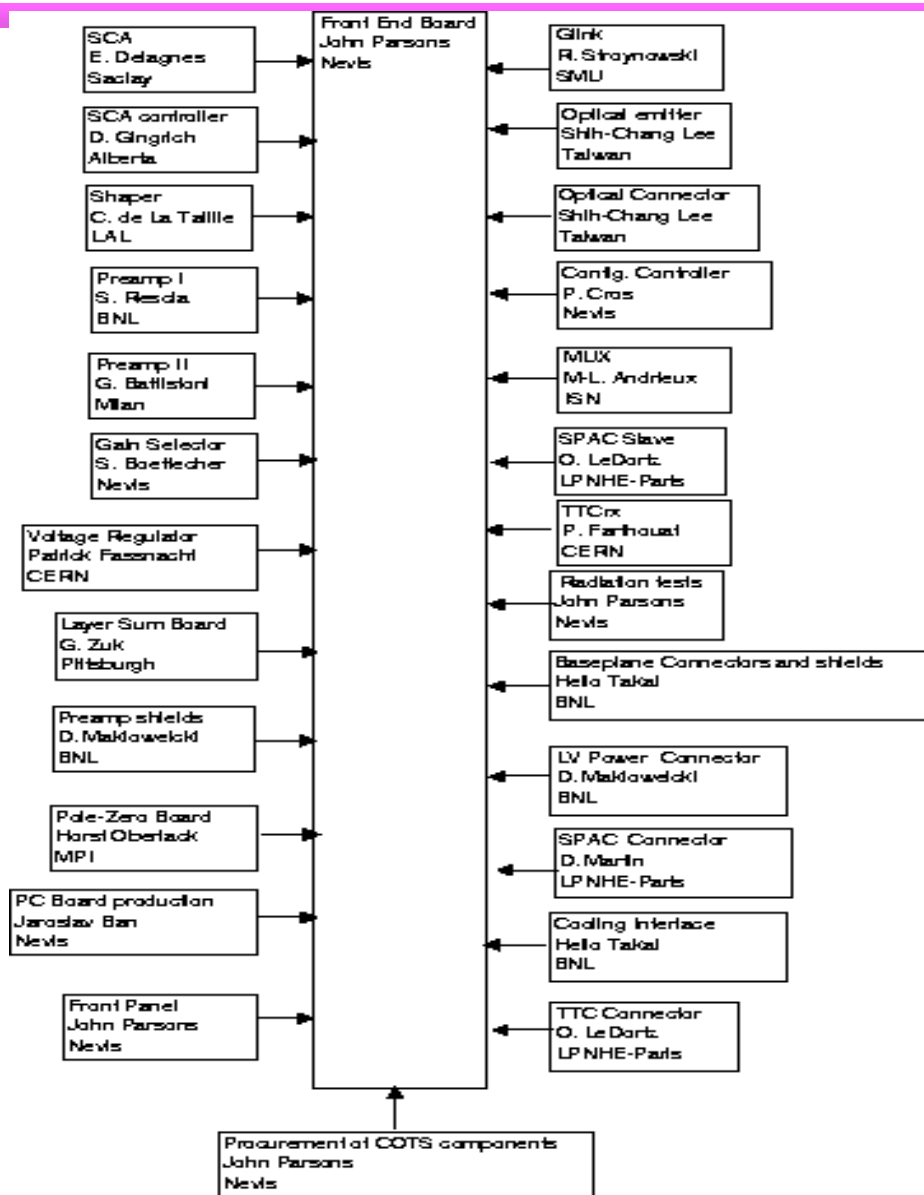 Front End Board
John Parsons
Nevis
SCA
E. Delagnes
Saclay
SCA controller
D. Gingrich
Alberta
Shaper
C. de La Taille
LAL
Preamp I
S. Rescia
BNL
Preamp II
G. Battistoni
Milan
Gain Selector
S. Boettecher
Nevis
Voltage Regulator
Patrick Fassnacht
CERN
Layer Sum Board
G. Zuk
Pittsburgh
Preamp shields
D. Makloweicki
BNL
Pole-Zero Board
Horst Oberlack
MPI
PC Board production
Jaroslav Ban
Nevis
Front Panel
John Parsons
Nevis
Glink
R. Stroynowski
SMU
Optical emitter
Shih-Chang Lee
Taiwan
Optical Connector
Shih-Chang Lee
Taiwan
Config. Controller
P. Cros
Nevis
MUX
M-L. Andrieux
ISN
SPAC Slave
O. LeDortz
LPNHE-Paris
TTCrx
P. Farthouat
CERN
Radiation tests
John Parsons
Nevis
Baseplane Connectors and shields
Helio Takai
BNL
LV Power Connector
D. Makloweicki
BNL
SPAC Connector
D. Martin
LPNHE-Paris
Cooling Interface
Helio Takai
BNL
TTC Connector
O. LeDortz
LPNHE-Paris
Procurement of COTS components
John Parsons
Nevis